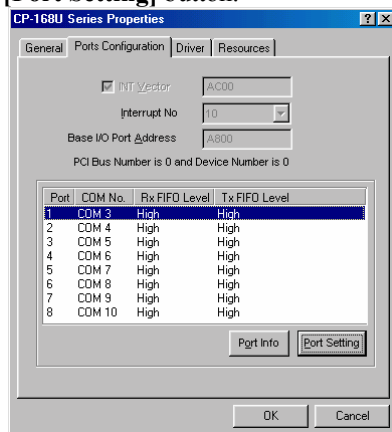 [Port Setting] button.
CP-168U Series Properties
General Ports Configuration Driver Resources
INT Vector AC00
Interrupt No 10
Base I/O Port Address A800
PCI Bus Number is 0 and Device Number is 0
Port COM No. Rx FIFO Level Tx FIFO Level
1 COM 3 High High
2 COM 4 High High
3 COM 5 High High
4 COM 6 High High
5 COM 7 High High
6 COM 8 High High
7 COM 9 High High
8 COM 10 High High
Port Info Port Setting
OK Cancel